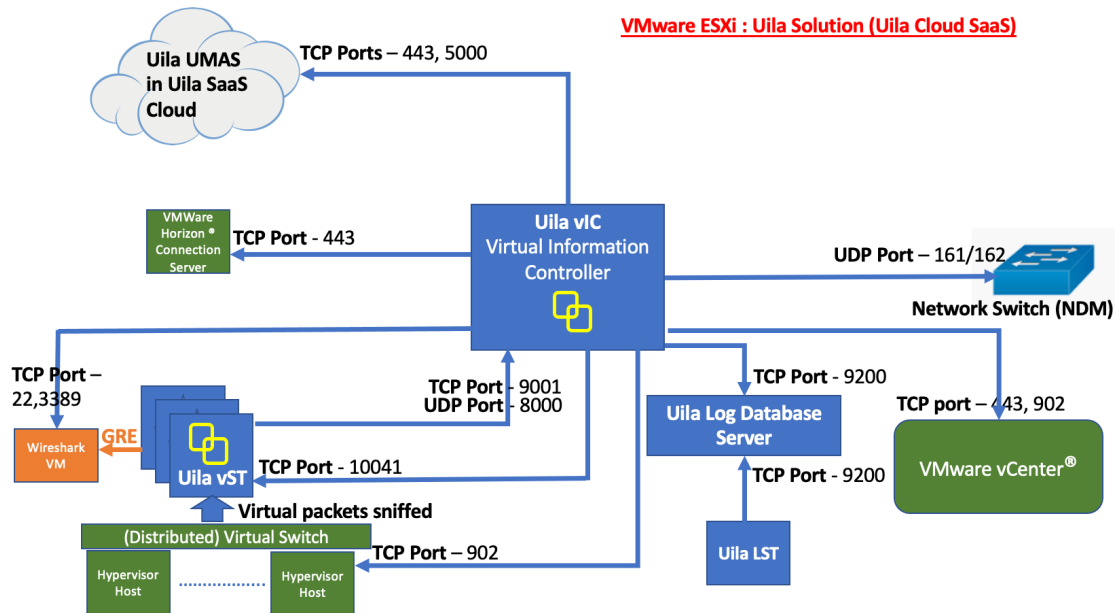 VMware ESXi : Uila Solution (Uila Cloud SaaS)
Uila UMAS
in Uila SaaS
Cloud
TCP Ports – 443, 5000
VMWare
Horizon ®
Connection
Server
TCP Port - 443
Uila vIC
Virtual Information
Controller
UDP Port – 161/162
Network Switch (NDM)
TCP Port –
22,3389
TCP Port - 9001
UDP Port - 8000
TCP Port - 9200
TCP port – 443, 902
Wireshark
VM
GRE
Uila vST
TCP Port - 10041
Uila Log Database
Server
VMware vCenter®
TCP Port - 9200
Virtual packets sniffed
(Distributed) Virtual Switch
TCP Port – 902
Uila LST
Hypervisor
Host
Hypervisor
Host